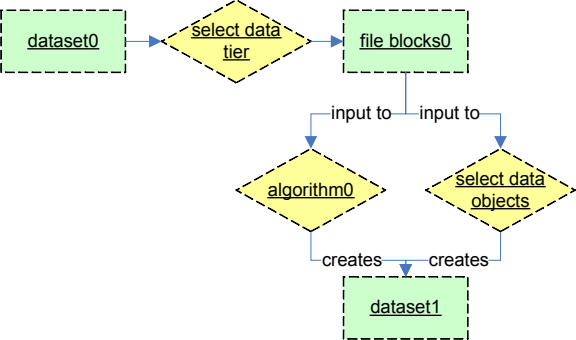 dataset0
select data
tier
file blocks0
input to
input to
algorithm0
select data
objects
creates
creates
dataset1